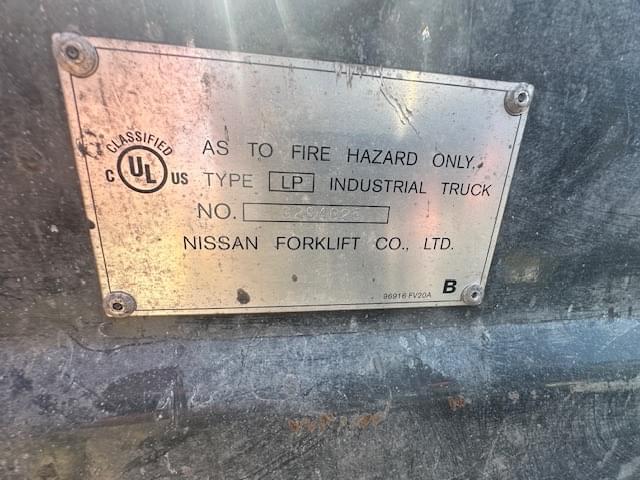 CLASSIFIED
C UL US
AS TO FIRE HAZARD ONLY.
TYPE LP INDUSTRIAL TRUCK
NO.
NISSAN FORKLIFT CO., LTD.
96916 FV20A B